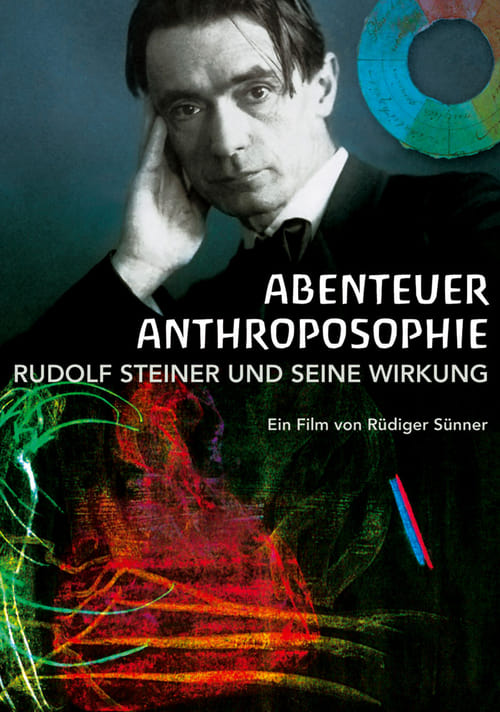 ABENTEUER
ANTHROPOSOPHIE
RUDOLF STEINER UND SEINE WIRKUNG
Ein Film von Rüdiger Sünner